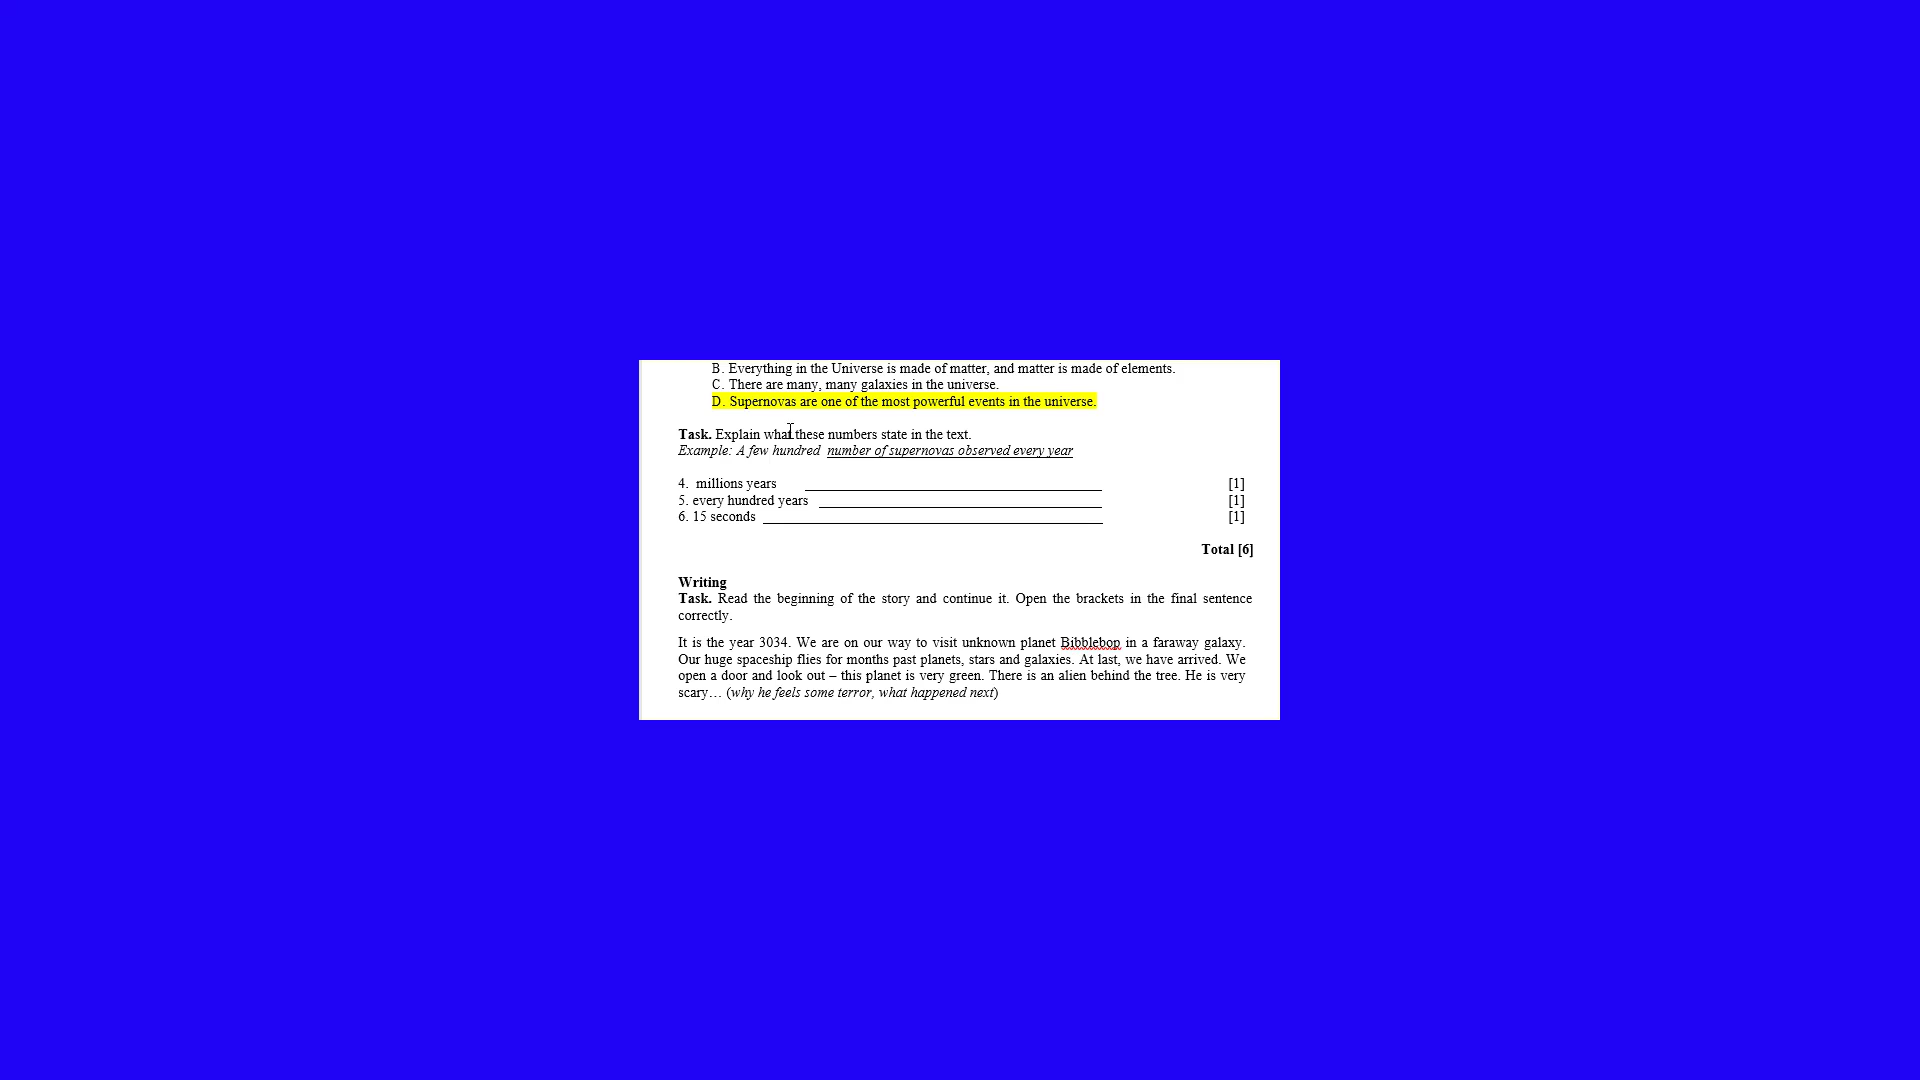 B. Everything in the Universe is made of matter, and matter is made of elements.
C. There are many, many galaxies in the universe.
D. Supernovas are one of the most powerful events in the universe.
Task. Explain what these numbers state in the text.
Example: A few hundred number of supernovas observed every year
4. millions years ____________ [1]
5. every hundred years ____________ [1]
6. 15 seconds ____________ [1]
Total [6]
Writing
Task. Read the beginning of the story and continue it. Open the brackets in the final sentence
correctly.
It is the year 3034. We are on our way to visit unknown planet Bibblebop in a faraway galaxy.
Our huge spaceship flies for months past planets, stars and galaxies. At last, we have arrived. We
open a door and look out – this planet is very green. There is an alien behind the tree. He is very
scary… (why he feels some terror, what happened next)